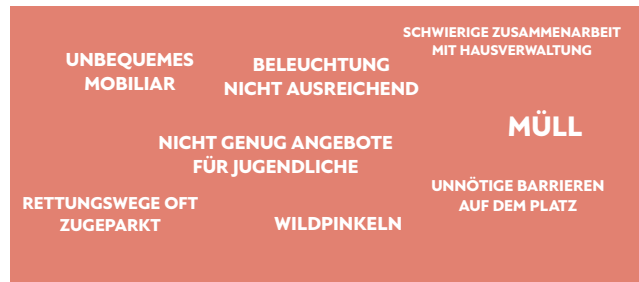 SCHWIERIGE ZUSAMMENARBEIT
MIT HAUSVERWALTUNG
UNBEQUEMES
MOBILIAR
BELEUCHTUNG
NICHT AUSREICHEND
MÜLL
NICHT GENUG ANGEBOTE
FÜR JUGENDLICHE
UNNÖTIGE BARRIEREN
AUF DEM PLATZ
RETTUNGSWEGE OFT
ZUGEPARKT
WILDPINKELN